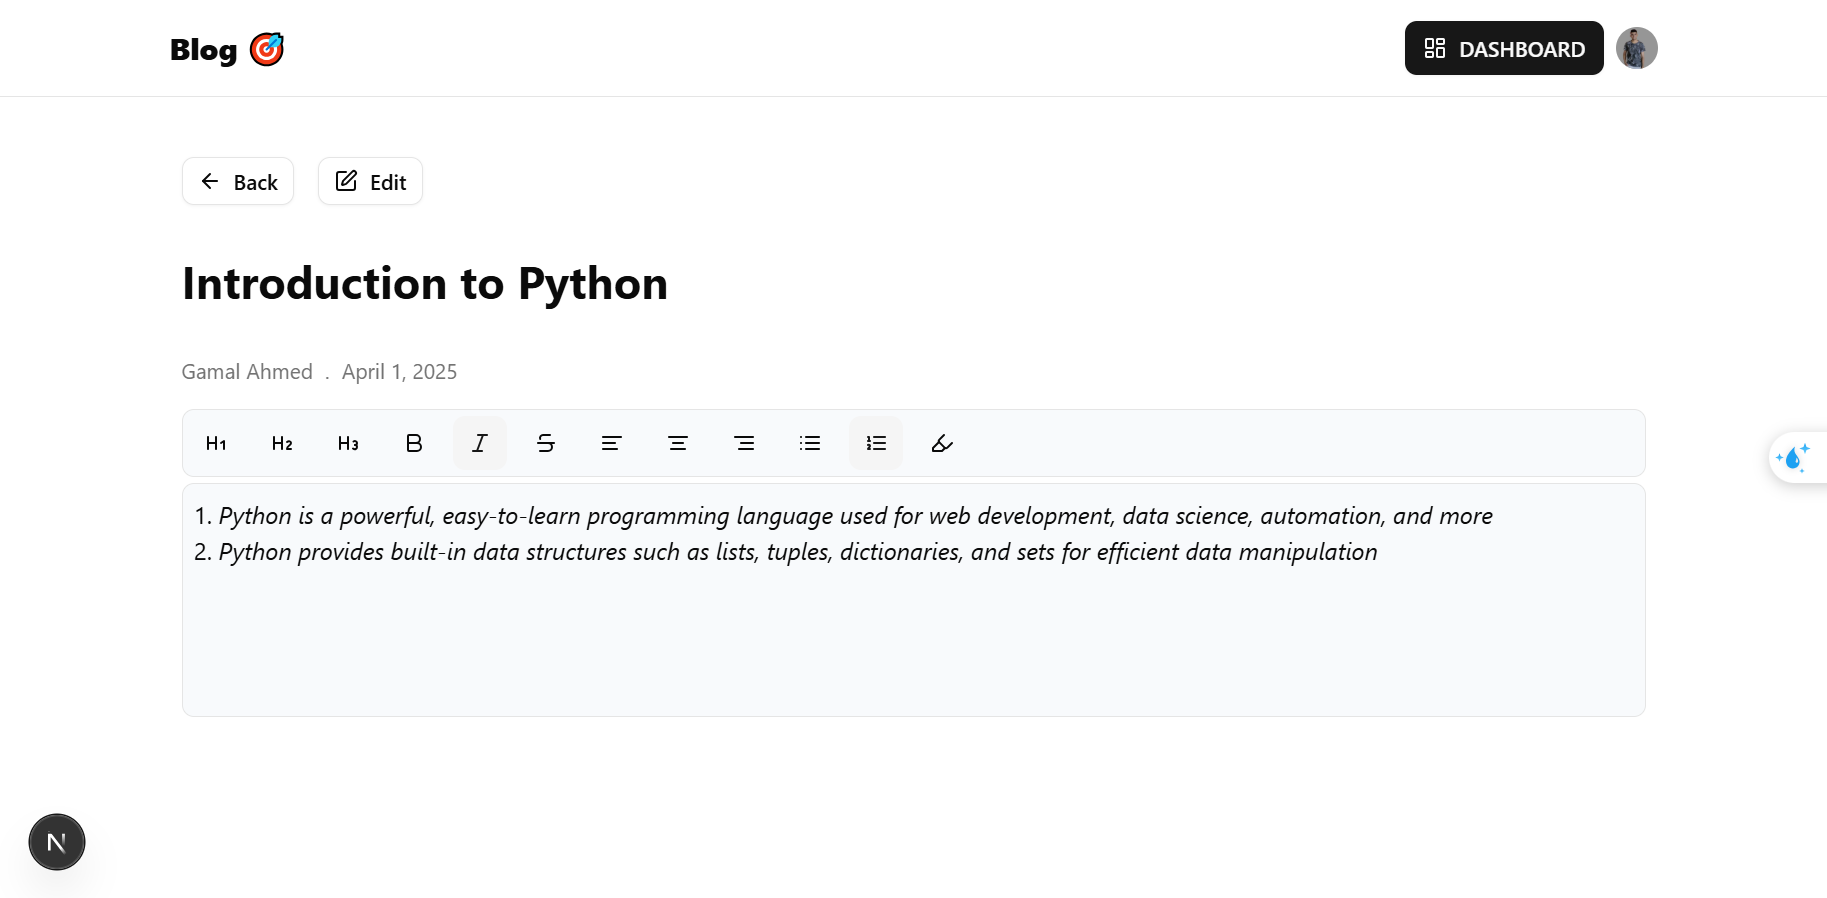 Blog
DASHBOARD
Back
Edit
Introduction to Python
Gamal Ahmed . April 1, 2025
H1 H2 H3 B I S
1. Python is a powerful, easy-to-learn programming language used for web development, data science, automation, and more
2. Python provides built-in data structures such as lists, tuples, dictionaries, and sets for efficient data manipulation
N